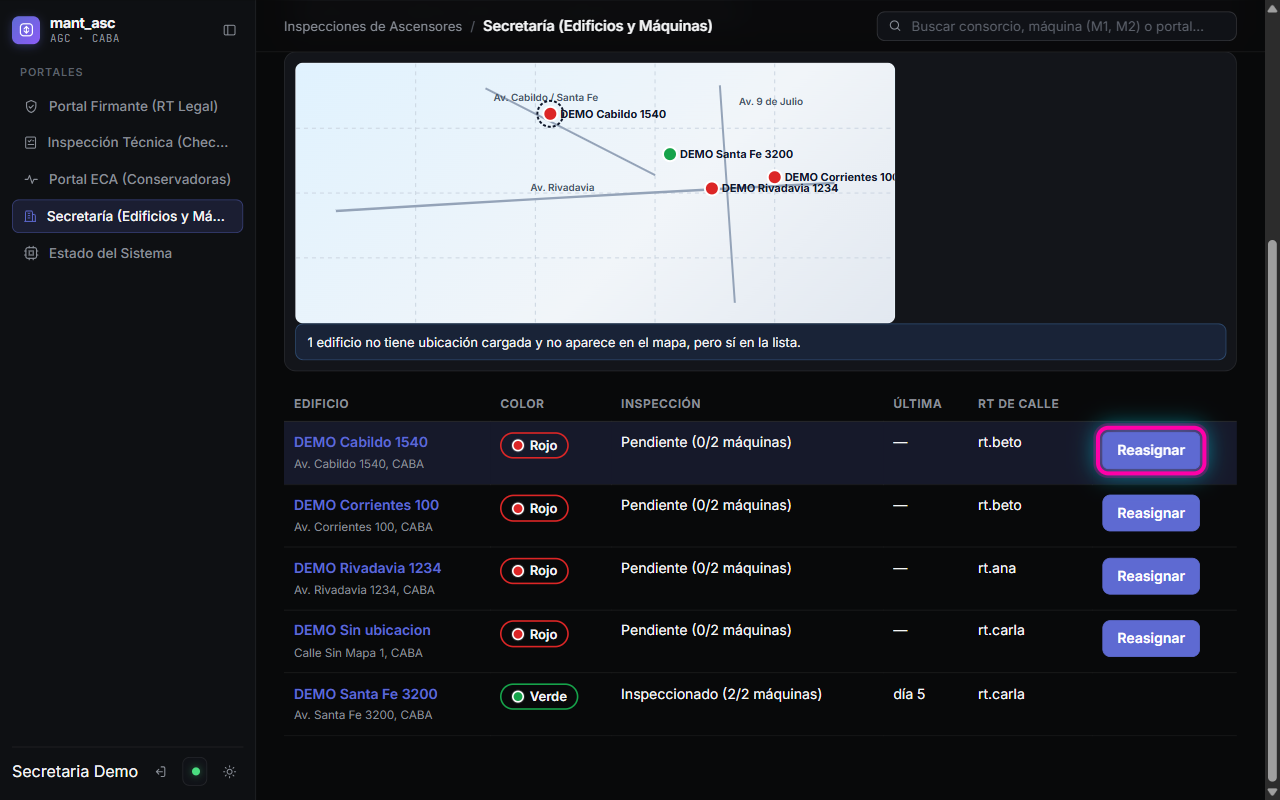 mant_asc
AGC · CABA
PORTALES
Portal Firmante (RT Legal)
Inspección Técnica (Chec...
Portal ECA (Conservadoras)
Secretaría (Edificios y Má...
Estado del Sistema
Secretaria Demo
Inspecciones de Ascensores / Secretaría (Edificios y Máquinas)
Buscar consorcio, máquina (M1, M2) o portal...
Av. Cabildo / Santa Fe
Av. 9 de Julio
DEMO Cabildo 1540
DEMO Santa Fe 3200
DEMO Corrientes 100
Av. Rivadavia
DEMO Rivadavia 1234
1 edificio no tiene ubicación cargada y no aparece en el mapa, pero sí en la lista.
EDIFICIO COLOR INSPECCIÓN ÚLTIMA RT DE CALLE
DEMO Cabildo 1540 Rojo Pendiente (0/2 máquinas) — rt.beto Reasignar
Av. Cabildo 1540, CABA
DEMO Corrientes 100 Rojo Pendiente (0/2 máquinas) — rt.beto Reasignar
Av. Corrientes 100, CABA
DEMO Rivadavia 1234 Rojo Pendiente (0/2 máquinas) — rt.ana Reasignar
Av. Rivadavia 1234, CABA
DEMO Sin ubicacion Rojo Pendiente (0/2 máquinas) — rt.carla Reasignar
Calle Sin Mapa 1, CABA
DEMO Santa Fe 3200 Verde Inspeccionado (2/2 máquinas) día 5 rt.carla
Av. Santa Fe 3200, CABA